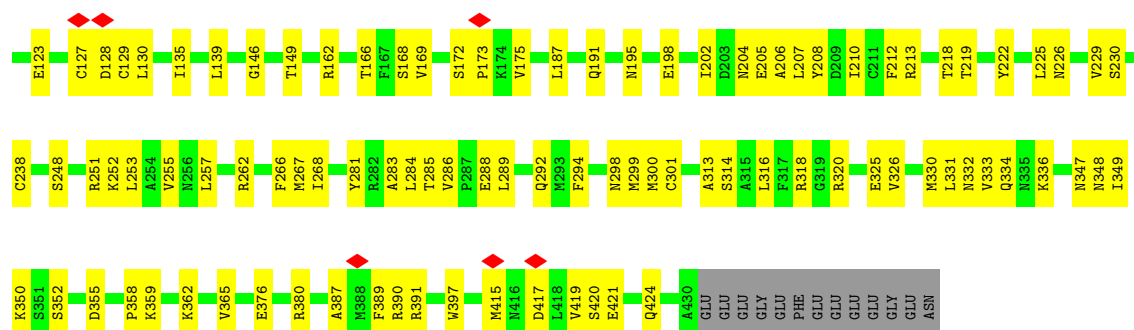 E123 C127 D128 C129 L130 I135 L139 G146 T149 R162 T166 F167 S168 V169 S172 P173 K174 V175 L187 Q191 N195 E198 I202 D203 N204 E205 A206 L207 Y208 D209 I210 C211 F212 R213 T218 T219 Y222 L225 N226 V229 S230
C238 S248 R251 K252 L253 A254 V255 N256 L257 R262 F266 M267 I268 Y281 R282 A283 L284 T285 V286 P287 E288 L289 Q292 M293 F294 N298 M299 M300 C301 A313 S314 A315 L316 F317 R318 G319 R320 E325 V326 M330 L331 N332 V333 Q334 N335 K336 N347 N348 I349
K350 S351 S352 D355 P358 K359 K362 V365 E376 R380 A387 M388 F389 R390 R391 W397 M415 N416 D417 L418 V419 S420 E421 Q424 A430 GLU GLU GLU GLY GLU PHE GLU GLU GLU GLU GLU GLY GLU ASN